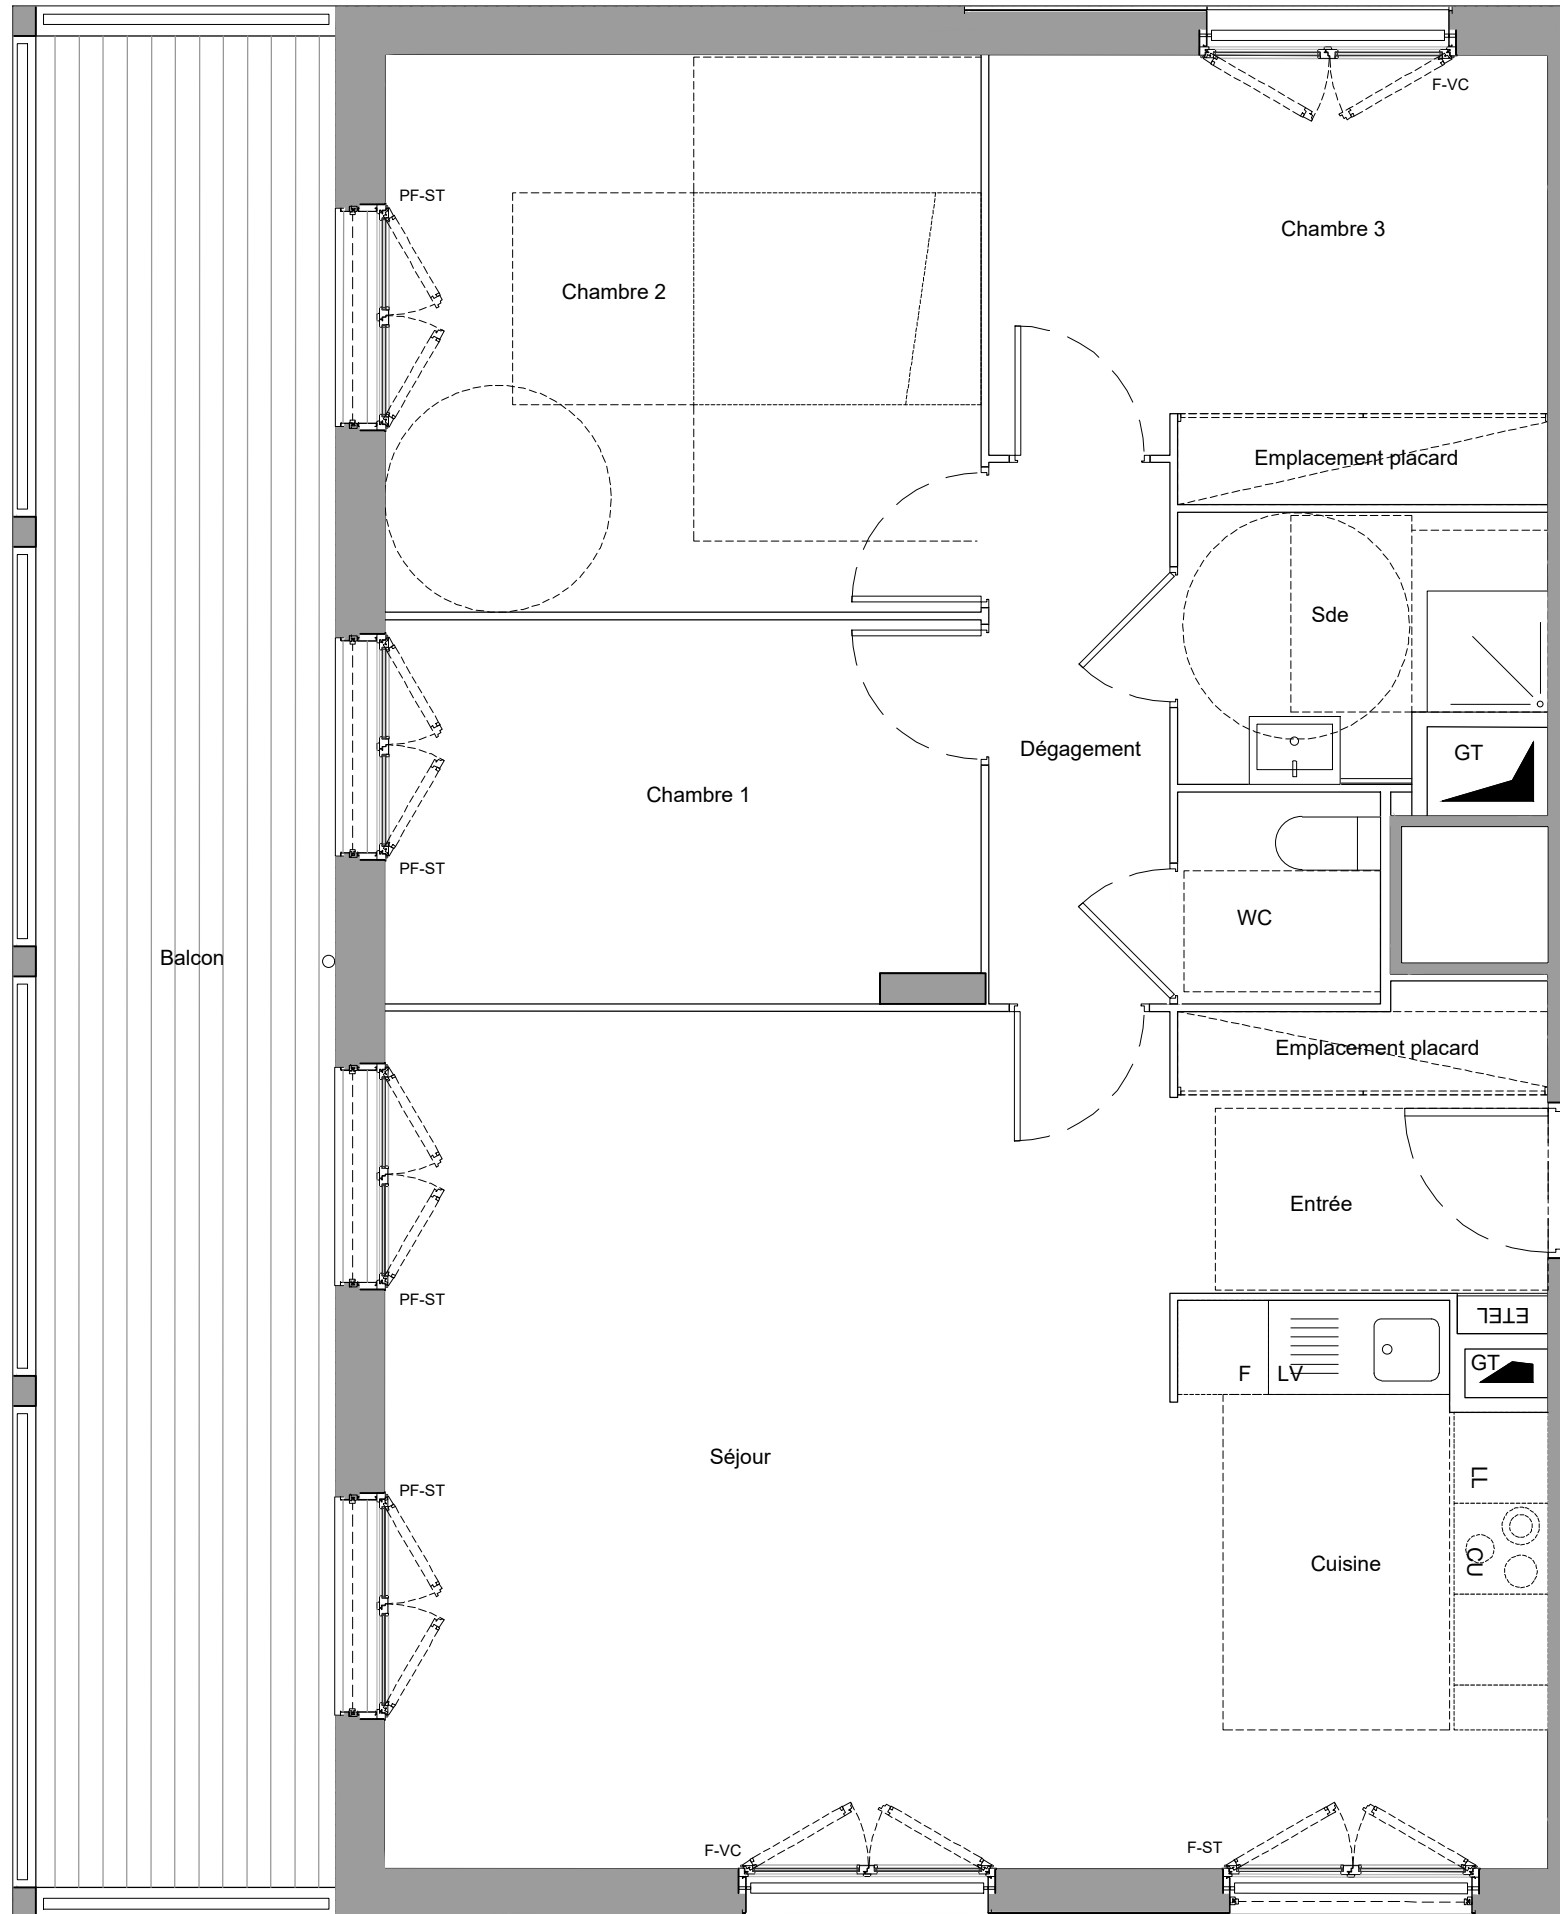 F-VC
PF-ST
Chambre 3
Chambre 2
Emplacement placard
Sde
Dégagement
GT
Chambre 1
PF-ST
WC
Balcon
Emplacement placard
Entrée
PF-ST
ETEL
GT
F
LV
Séjour
LL
PF-ST
CU
Cuisine
F-VC
F-ST